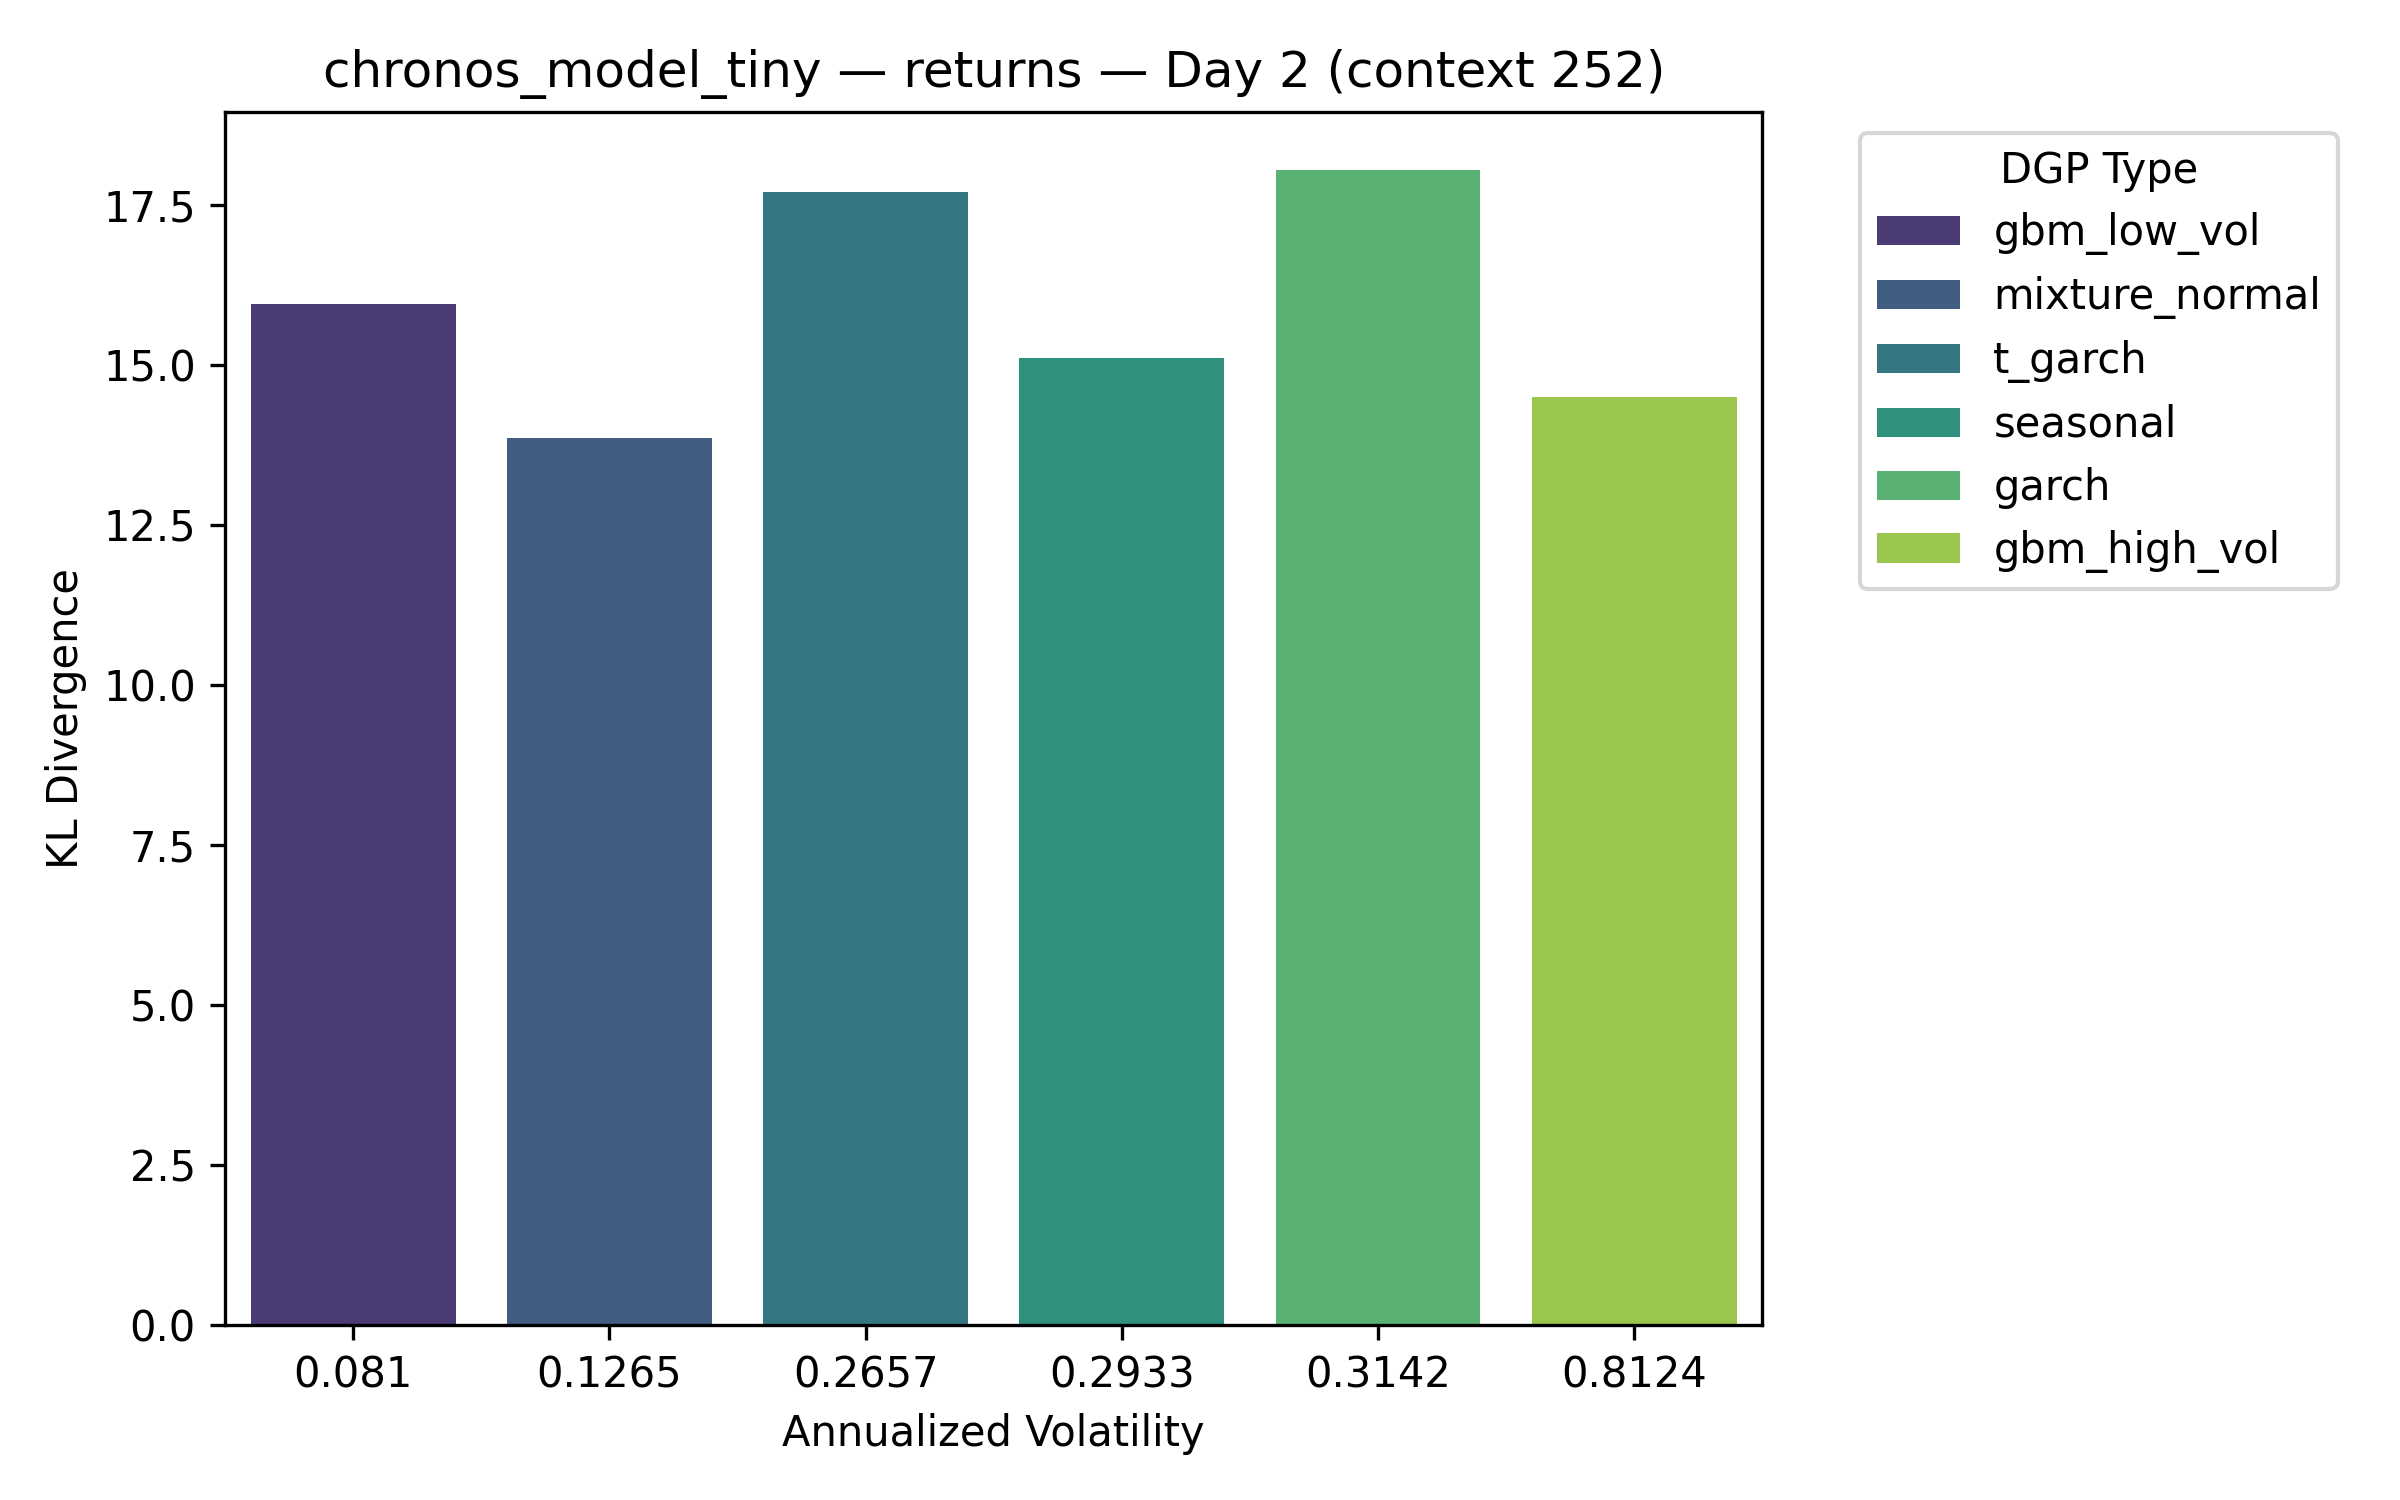 chronos_model_tiny — returns — Day 2 (context 252)
KL Divergence
17.5
15.0
12.5
10.0
7.5
5.0
2.5
0.0
0.081 0.1265 0.2657 0.2933 0.3142 0.8124
Annualized Volatility
DGP Type
gbm_low_vol
mixture_normal
t_garch
seasonal
garch
gbm_high_vol